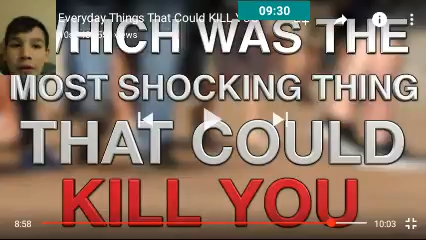 Everyday Things That Could KILL YOU
09:30
WHICH WAS THE
MOST SHOCKING THING
THAT COULD
KILL YOU
views
8:58
10:03